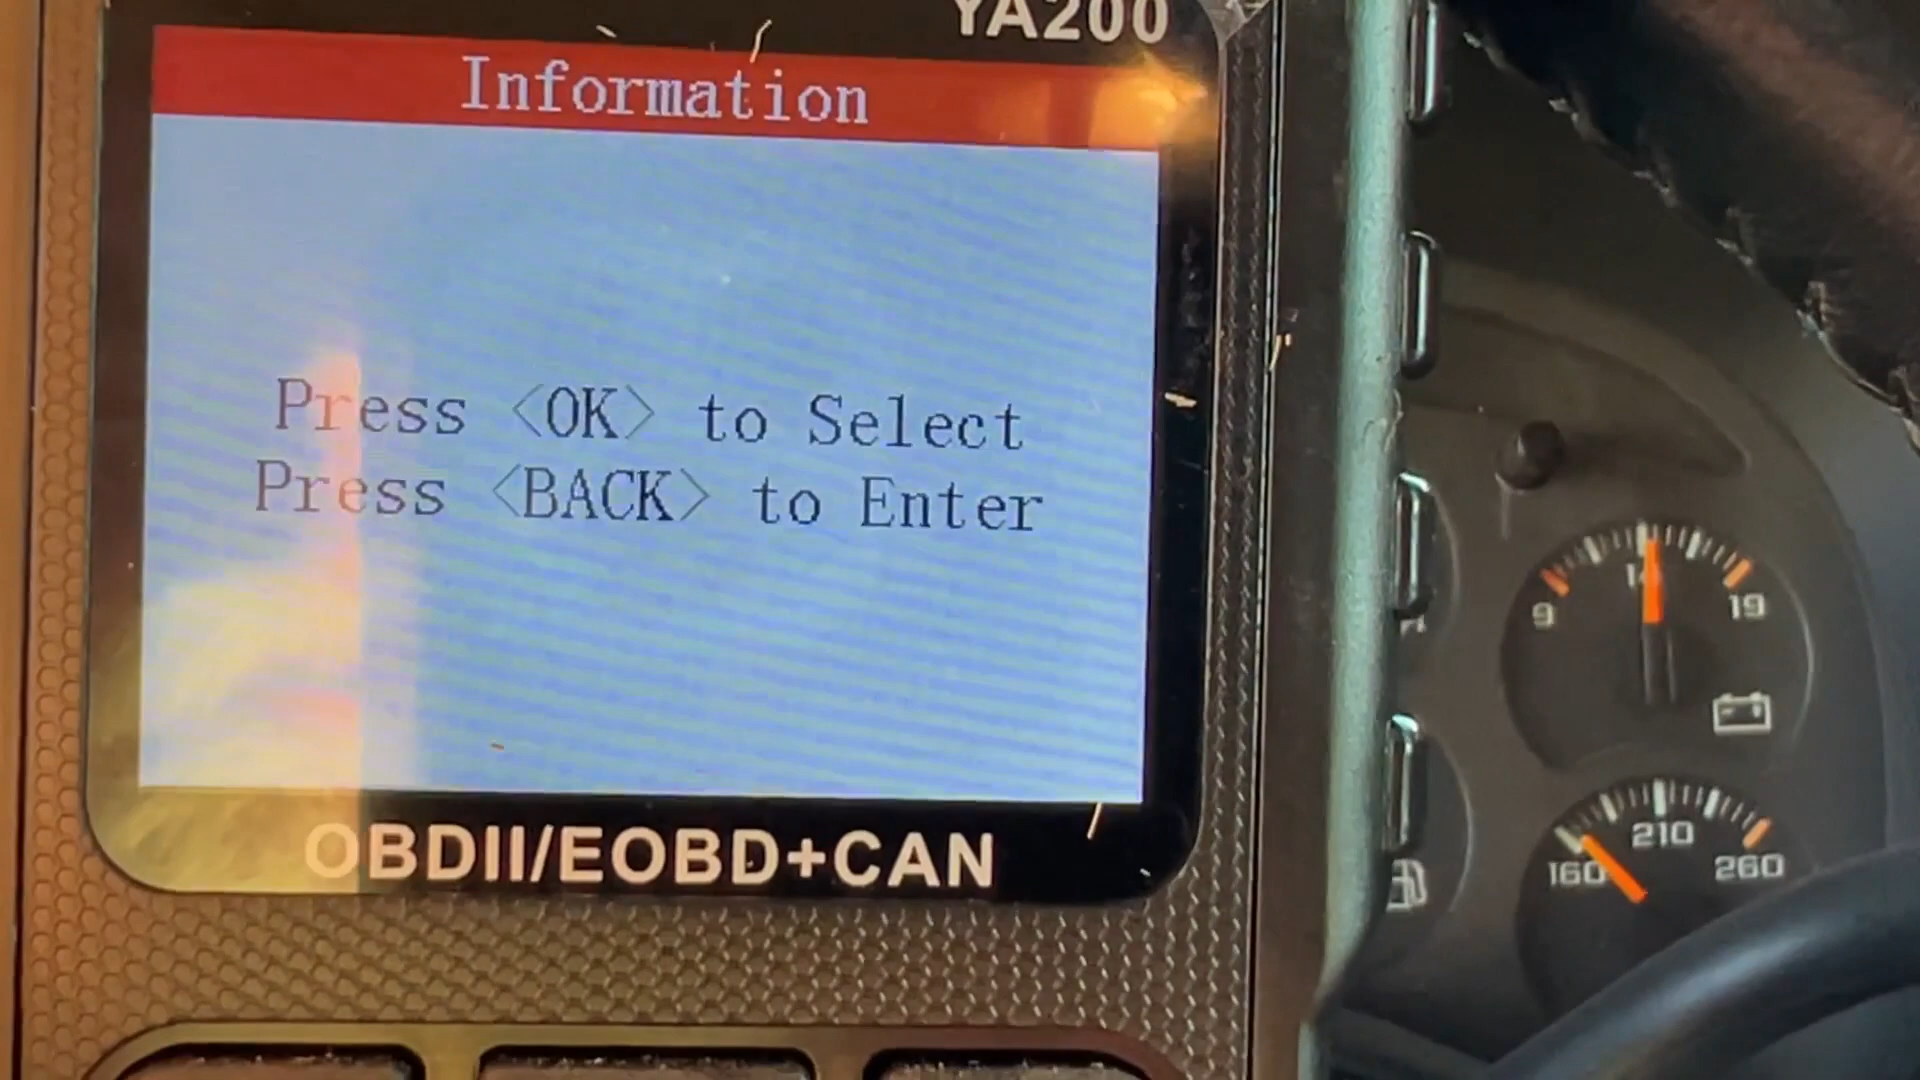 YA200
Information
Press <OK> to Select
Press <BACK> to Enter
OBDII/EOBD+CAN
9
19
160
210
260